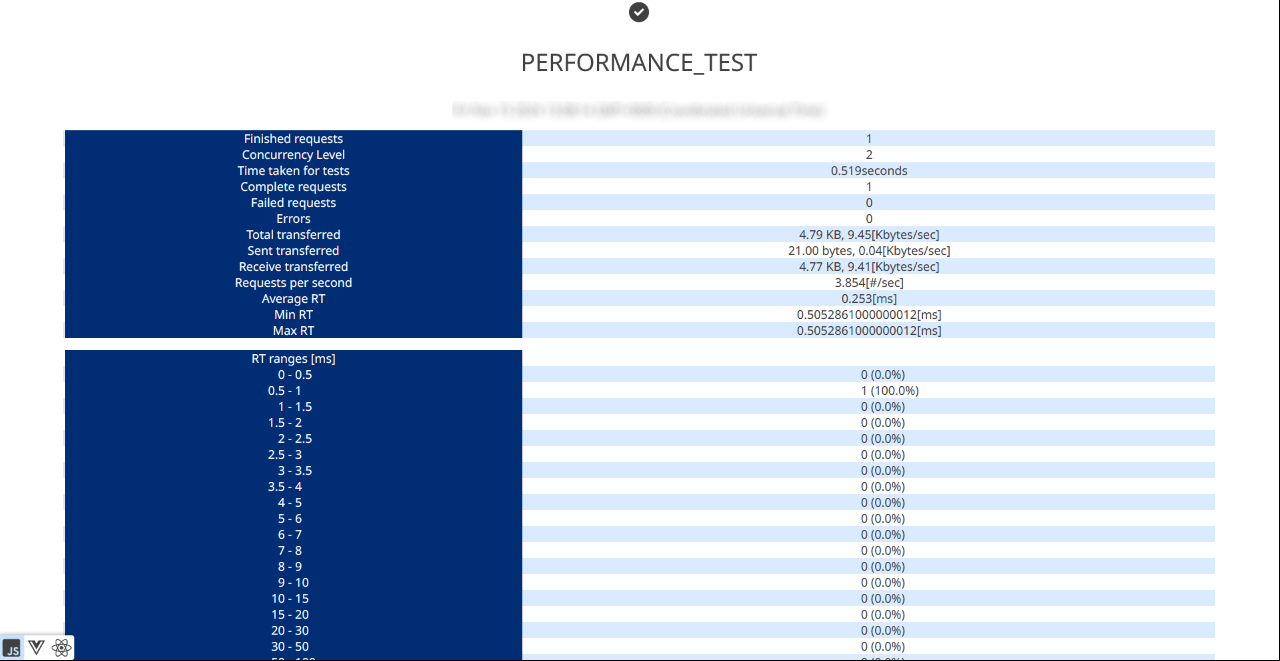 PERFORMANCE_TEST
Finished requests 1
Concurrency Level 2
Time taken for tests 0.519seconds
Complete requests 1
Failed requests 0
Errors 0
Total transferred 4.79 KB, 9.45[Kbytes/sec]
Sent transferred 21.00 bytes, 0.04[Kbytes/sec]
Receive transferred 4.77 KB, 9.41[Kbytes/sec]
Requests per second 3.854[#/sec]
Average RT 0.253[ms]
Min RT 0.5052861000000012[ms]
Max RT 0.5052861000000012[ms]
RT ranges [ms]
0 - 0.5 0 (0.0%)
0.5 - 1 1 (100.0%)
1 - 1.5 0 (0.0%)
1.5 - 2 0 (0.0%)
2 - 2.5 0 (0.0%)
2.5 - 3 0 (0.0%)
3 - 3.5 0 (0.0%)
3.5 - 4 0 (0.0%)
4 - 5 0 (0.0%)
5 - 6 0 (0.0%)
6 - 7 0 (0.0%)
7 - 8 0 (0.0%)
8 - 9 0 (0.0%)
9 - 10 0 (0.0%)
10 - 15 0 (0.0%)
15 - 20 0 (0.0%)
20 - 30 0 (0.0%)
30 - 50 0 (0.0%)
JS